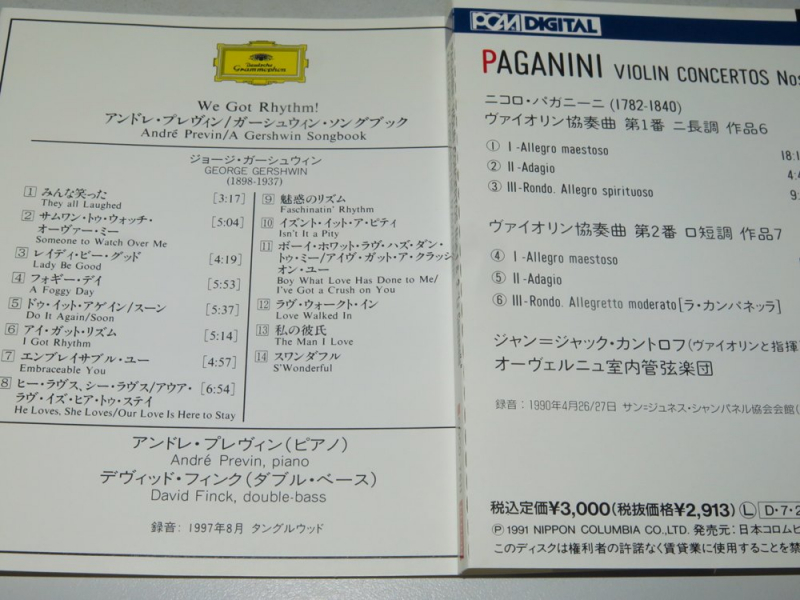 Deutsche
Grammophon
We Got Rhythm!
アンドレ・プレヴィン/ガーシュウィン・ソングブック
André Previn/A Gershwin Songbook
ジョージ・ガーシュウィン
GEORGE GERSHWIN
(1898-1937)
1 みんな笑った [3:17]
They all Laughed
2 サムワン・トゥ・ウォッチ・ [5:04]
オーヴァー・ミー
Someone to Watch Over Me
3 レイディ・ビー・グッド [4:19]
Lady Be Good
4 フォギー・デイ [5:53]
A Foggy Day
5 ドゥ・イット・アゲイン/スーン [5:37]
Do It Again/Soon
6 アイ・ガット・リズム [5:14]
I Got Rhythm
7 エンブレイサブル・ユー [4:57]
Embraceable You
8 ヒー・ラヴス、シー・ラヴス/アウア・ [6:54]
ラヴ・イズ・ヒア・トゥ・ステイ
He Loves, She Loves/Our Love Is Here to Stay
9 魅惑のリズム
Faschinatin' Rhythm
10 イズント・イット・ア・ピティ
Isn't It a Pity
11 ボーイ・ホワット・ラヴ・ハズ・ダン・
トゥ・ミー/アイヴ・ガット・ア・クラッシ
オン・ユー
Boy What Love Has Done to Me/
I've Got a Crush on You
12 ラヴ・ウォークト・イン
Love Walked In
13 私の彼氏
The Man I Love
14 スワンダフル
S'Wonderful
アンドレ・プレヴィン(ピアノ)
André Previn, piano
デヴィッド・フィンク(ダブル・ベース)
David Finck, double-bass
録音: 1997年8月 タングルウッド
PCM DIGITAL
PAGANINI VIOLIN CONCERTOS Nos
ニコロ・パガニーニ (1782-1840)
ヴァイオリン協奏曲 第1番 ニ長調 作品6
① I-Allegro maestoso 18:1
② II-Adagio 4:4
③ III-Rondo. Allegro spirituoso 9:
ヴァイオリン協奏曲 第2番 ロ短調 作品7
④ I-Allegro maestoso
⑤ II-Adagio
⑥ III-Rondo. Allegretto moderato[ラ・カンパネッラ]
ジャン=ジャック・カントロフ(ヴァイオリンと指揮
オーヴェルニュ室内管弦楽団
録音:1990年4月26/27日 サン=ジュネス・シャンパネル協会会館(
税込定価¥3,000(税抜価格¥2,913) Ⓛ D・7・2
Ⓟ 1991 NIPPON COLUMBIA CO.,LTD. 発売元:日本コロムビ
このディスクは権利者の許諾なく賃貸業に使用することを禁